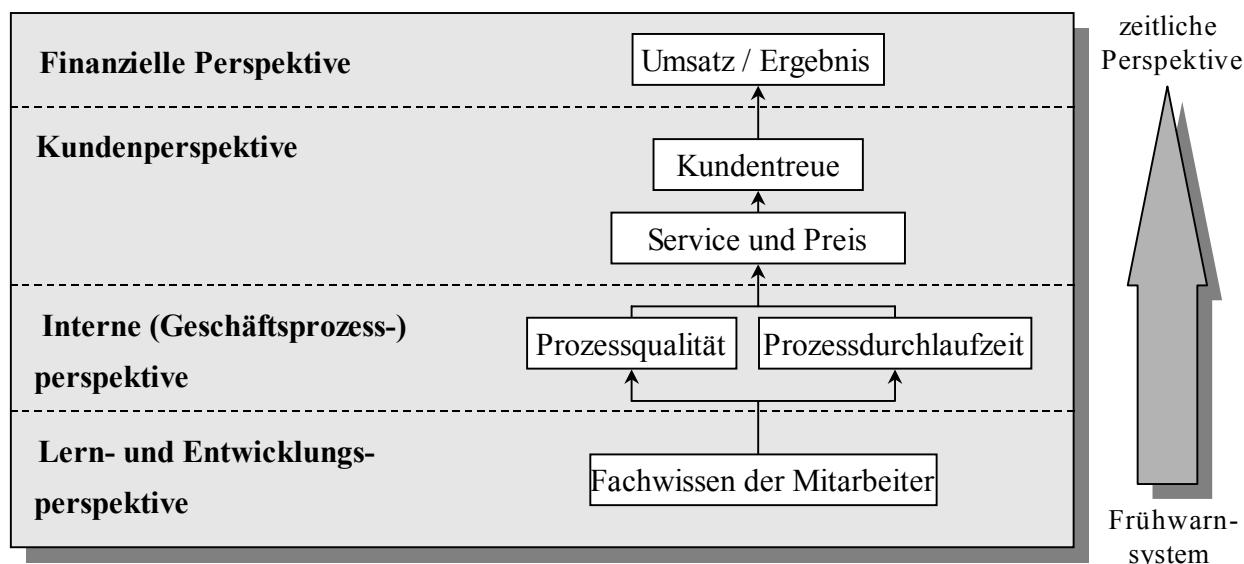 Finanzielle Perspektive
Umsatz / Ergebnis
Kundenperspektive
Kundentreue
Service und Preis
Interne (Geschäftsprozess-)
perspektive
Prozessqualität
Prozessdurchlaufzeit
Lern- und Entwicklungs-
perspektive
Fachwissen der Mitarbeiter
zeitliche
Perspektive
Frühwarn-
system